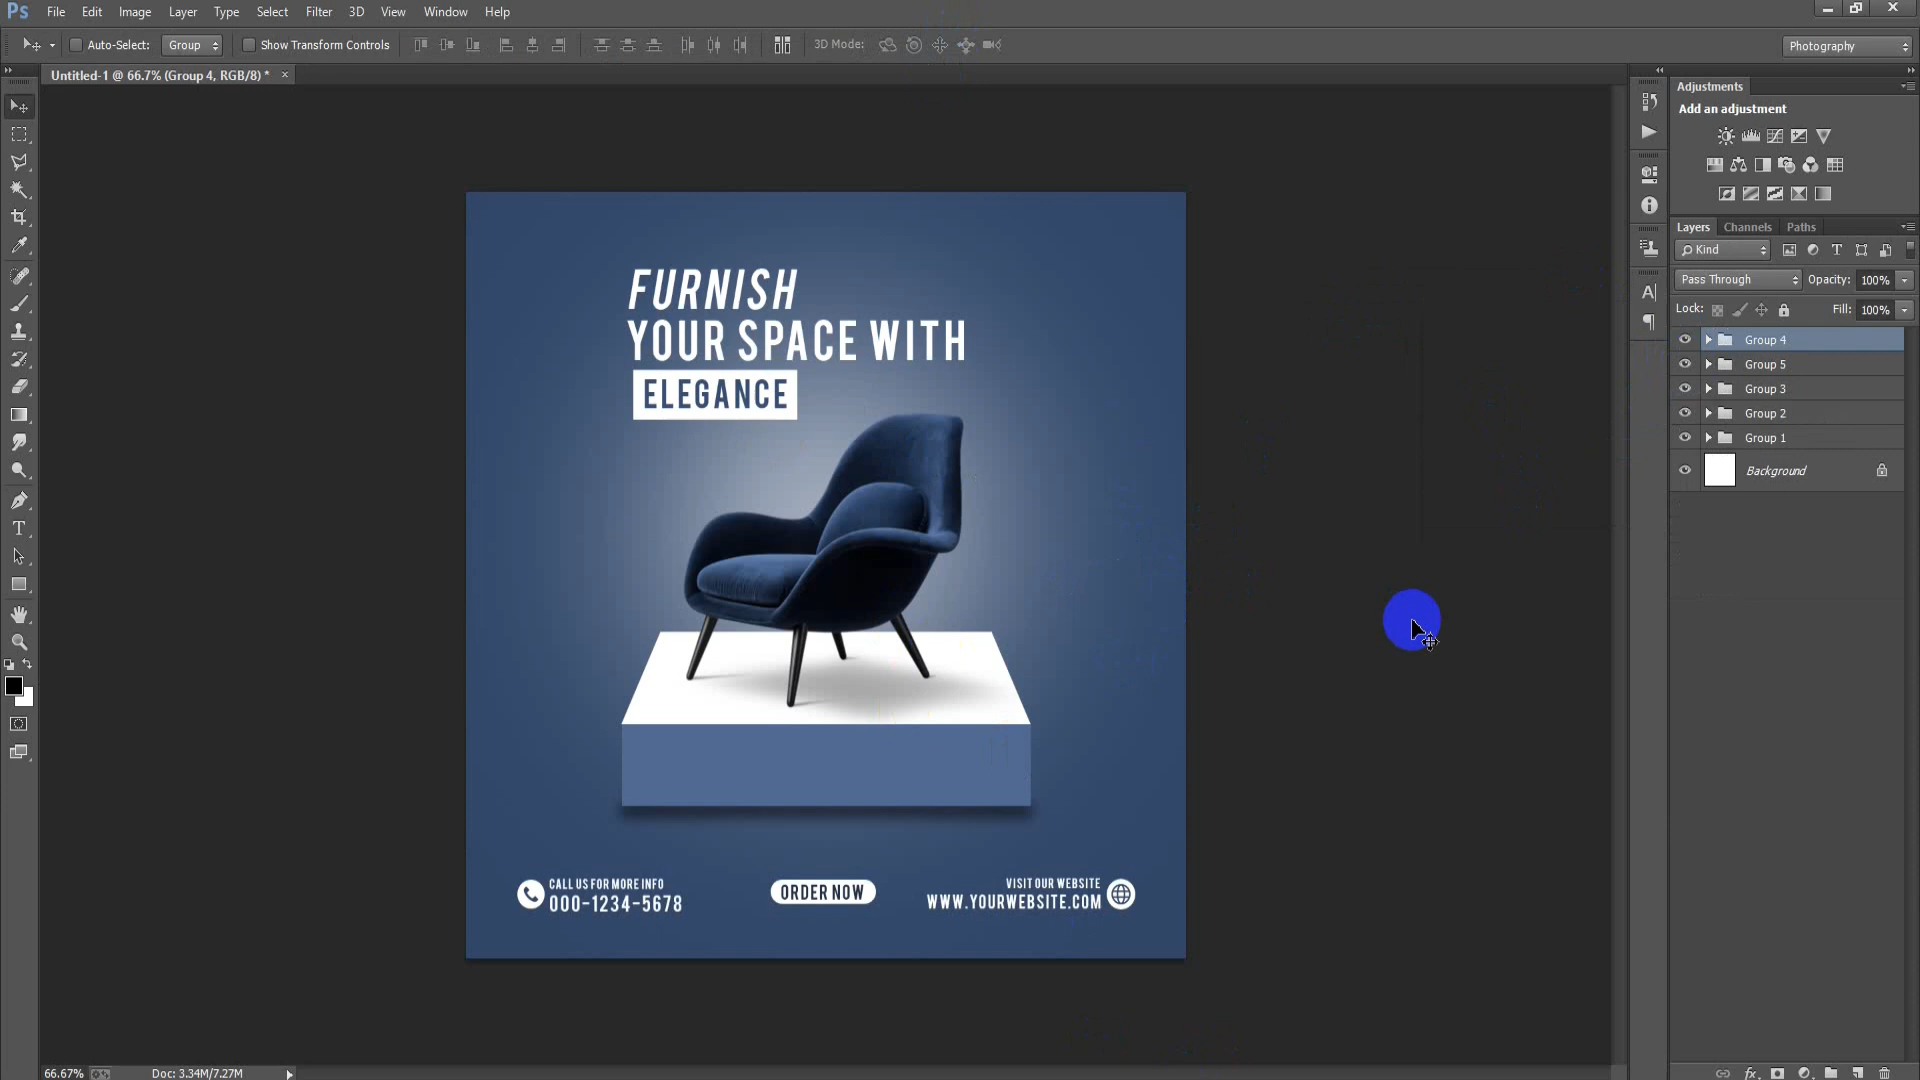 Ps File Edit Image Layer Type Select Filter 3D View Window Help
Auto-Select: Group Show Transform Controls 3D Mode: Photography
Untitled-1 @ 66.7% (Group 4, RGB/8) * ×
Adjustments
Add an adjustment
Layers Channels Paths
Kind
Pass Through Opacity: 100%
Lock: Fill: 100%
Group 4
Group 5
Group 3
Group 2
Group 1
Background
FURNISH
YOUR SPACE WITH
ELEGANCE
CALL US FOR MORE INFO
000-1234-5678
ORDER NOW
VISIT OUR WEBSITE
WWW.YOURWEBSITE.COM
66.67% Doc: 3.34M/7.27M